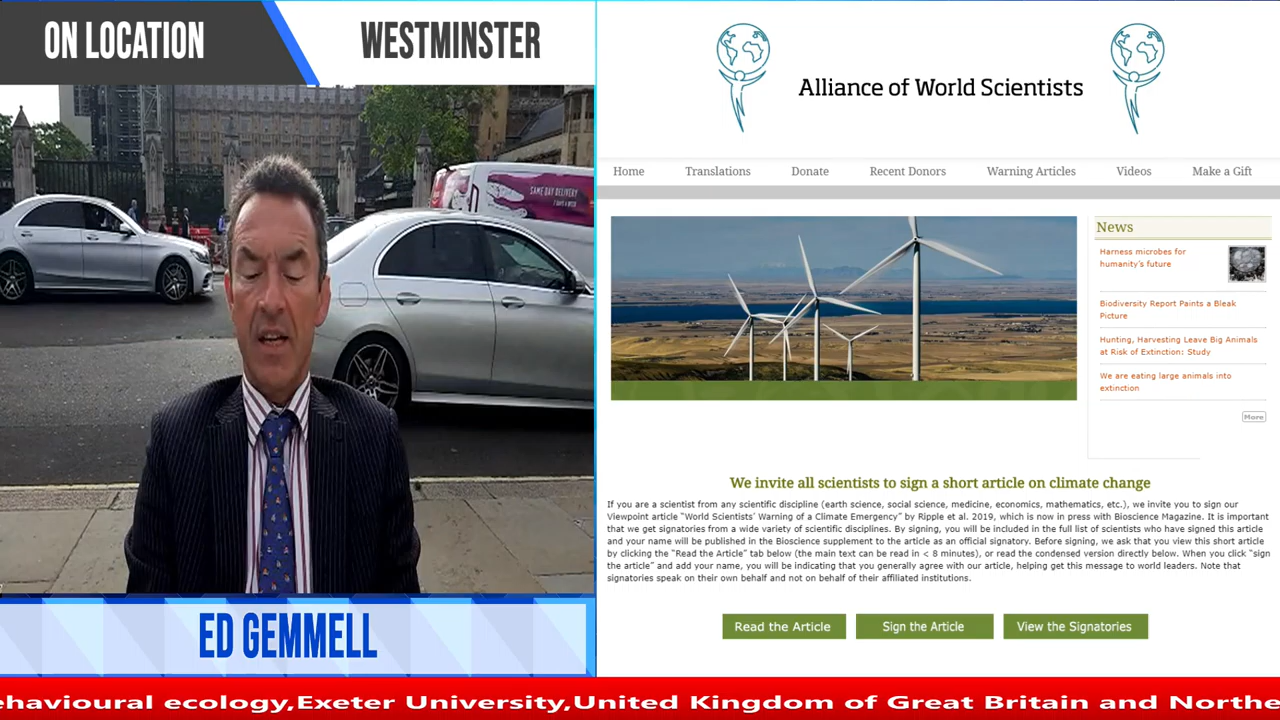 ON LOCATION
WESTMINSTER
SAME DAY DELIVERY
7 DAYS A WEEK
ED GEMMELL
Alliance of World Scientists
Home Translations Donate Recent Donors Warning Articles Videos Make a Gift
News
Harness microbes for
humanity's future
Biodiversity Report Paints a Bleak
Picture
Hunting, Harvesting Leave Big Animals
at Risk of Extinction: Study
We are eating large animals into
extinction
More
We invite all scientists to sign a short article on climate change
If you are a scientist from any scientific discipline (earth science, social science, medicine, economics, mathematics, etc.), we invite you to sign our
Viewpoint article "World Scientists' Warning of a Climate Emergency" by Ripple et al. 2019, which is now in press with Bioscience Magazine. It is important
that we get signatories from a wide variety of scientific disciplines. By signing, you will be included in the full list of scientists who have signed this article
and your name will be published in the Bioscience supplement to the article as an official signatory. Before signing, we ask that you view this short article
by clicking the "Read the Article" tab below (the main text can be read in < 8 minutes), or read the condensed version directly below. When you click "sign
the article" and add your name, you will be indicating that you generally agree with our article, helping get this message to world leaders. Note that
signatories speak on their own behalf and not on behalf of their affiliated institutions.
Read the Article
Sign the Article
View the Signatories
ehavioural ecology,Exeter University,United Kingdom of Great Britain and Northe